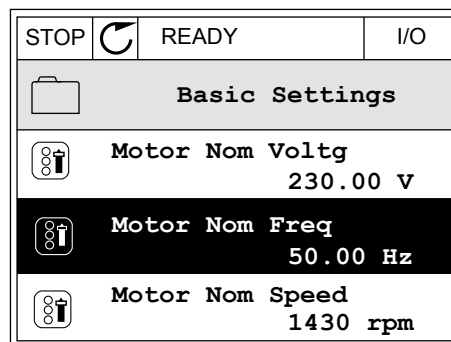 STOP READY I/O
Basic Settings
Motor Nom Voltg
230.00 V
Motor Nom Freq
50.00 Hz
Motor Nom Speed
1430 rpm